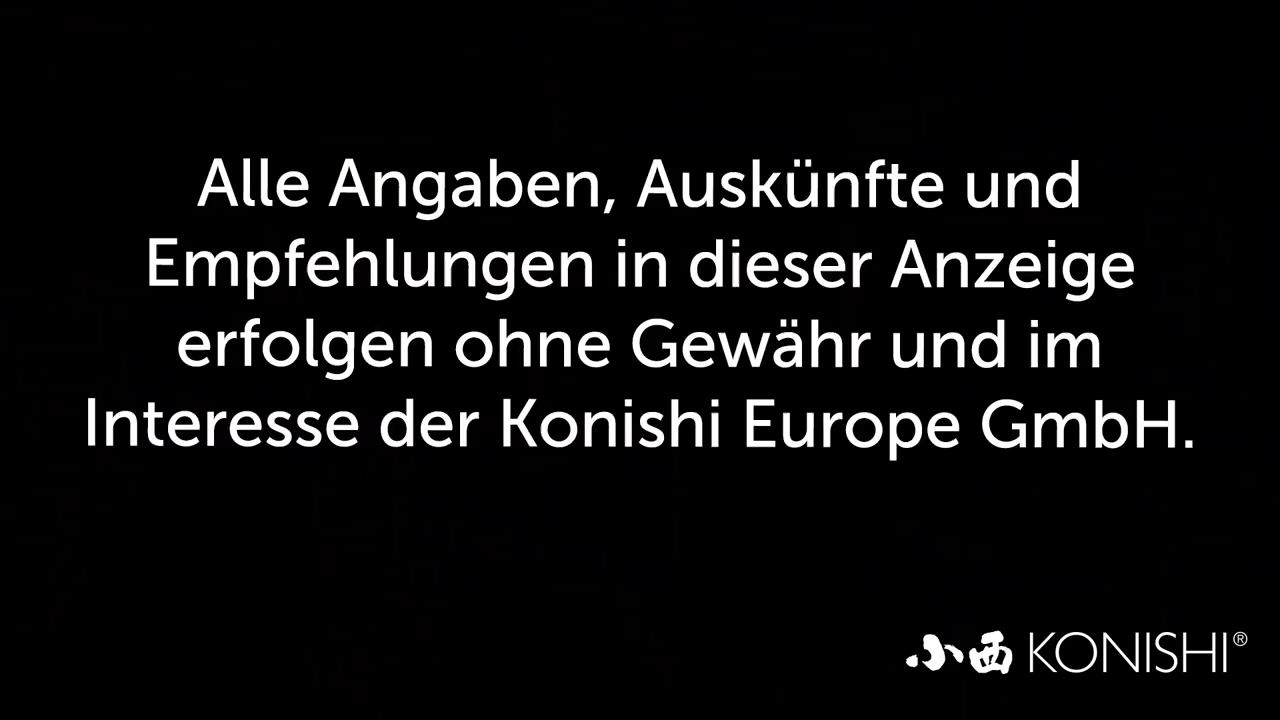 Alle Angaben, Auskünfte und
Empfehlungen in dieser Anzeige
erfolgen ohne Gewähr und im
Interesse der Konishi Europe GmbH.
小西 KONISHI®